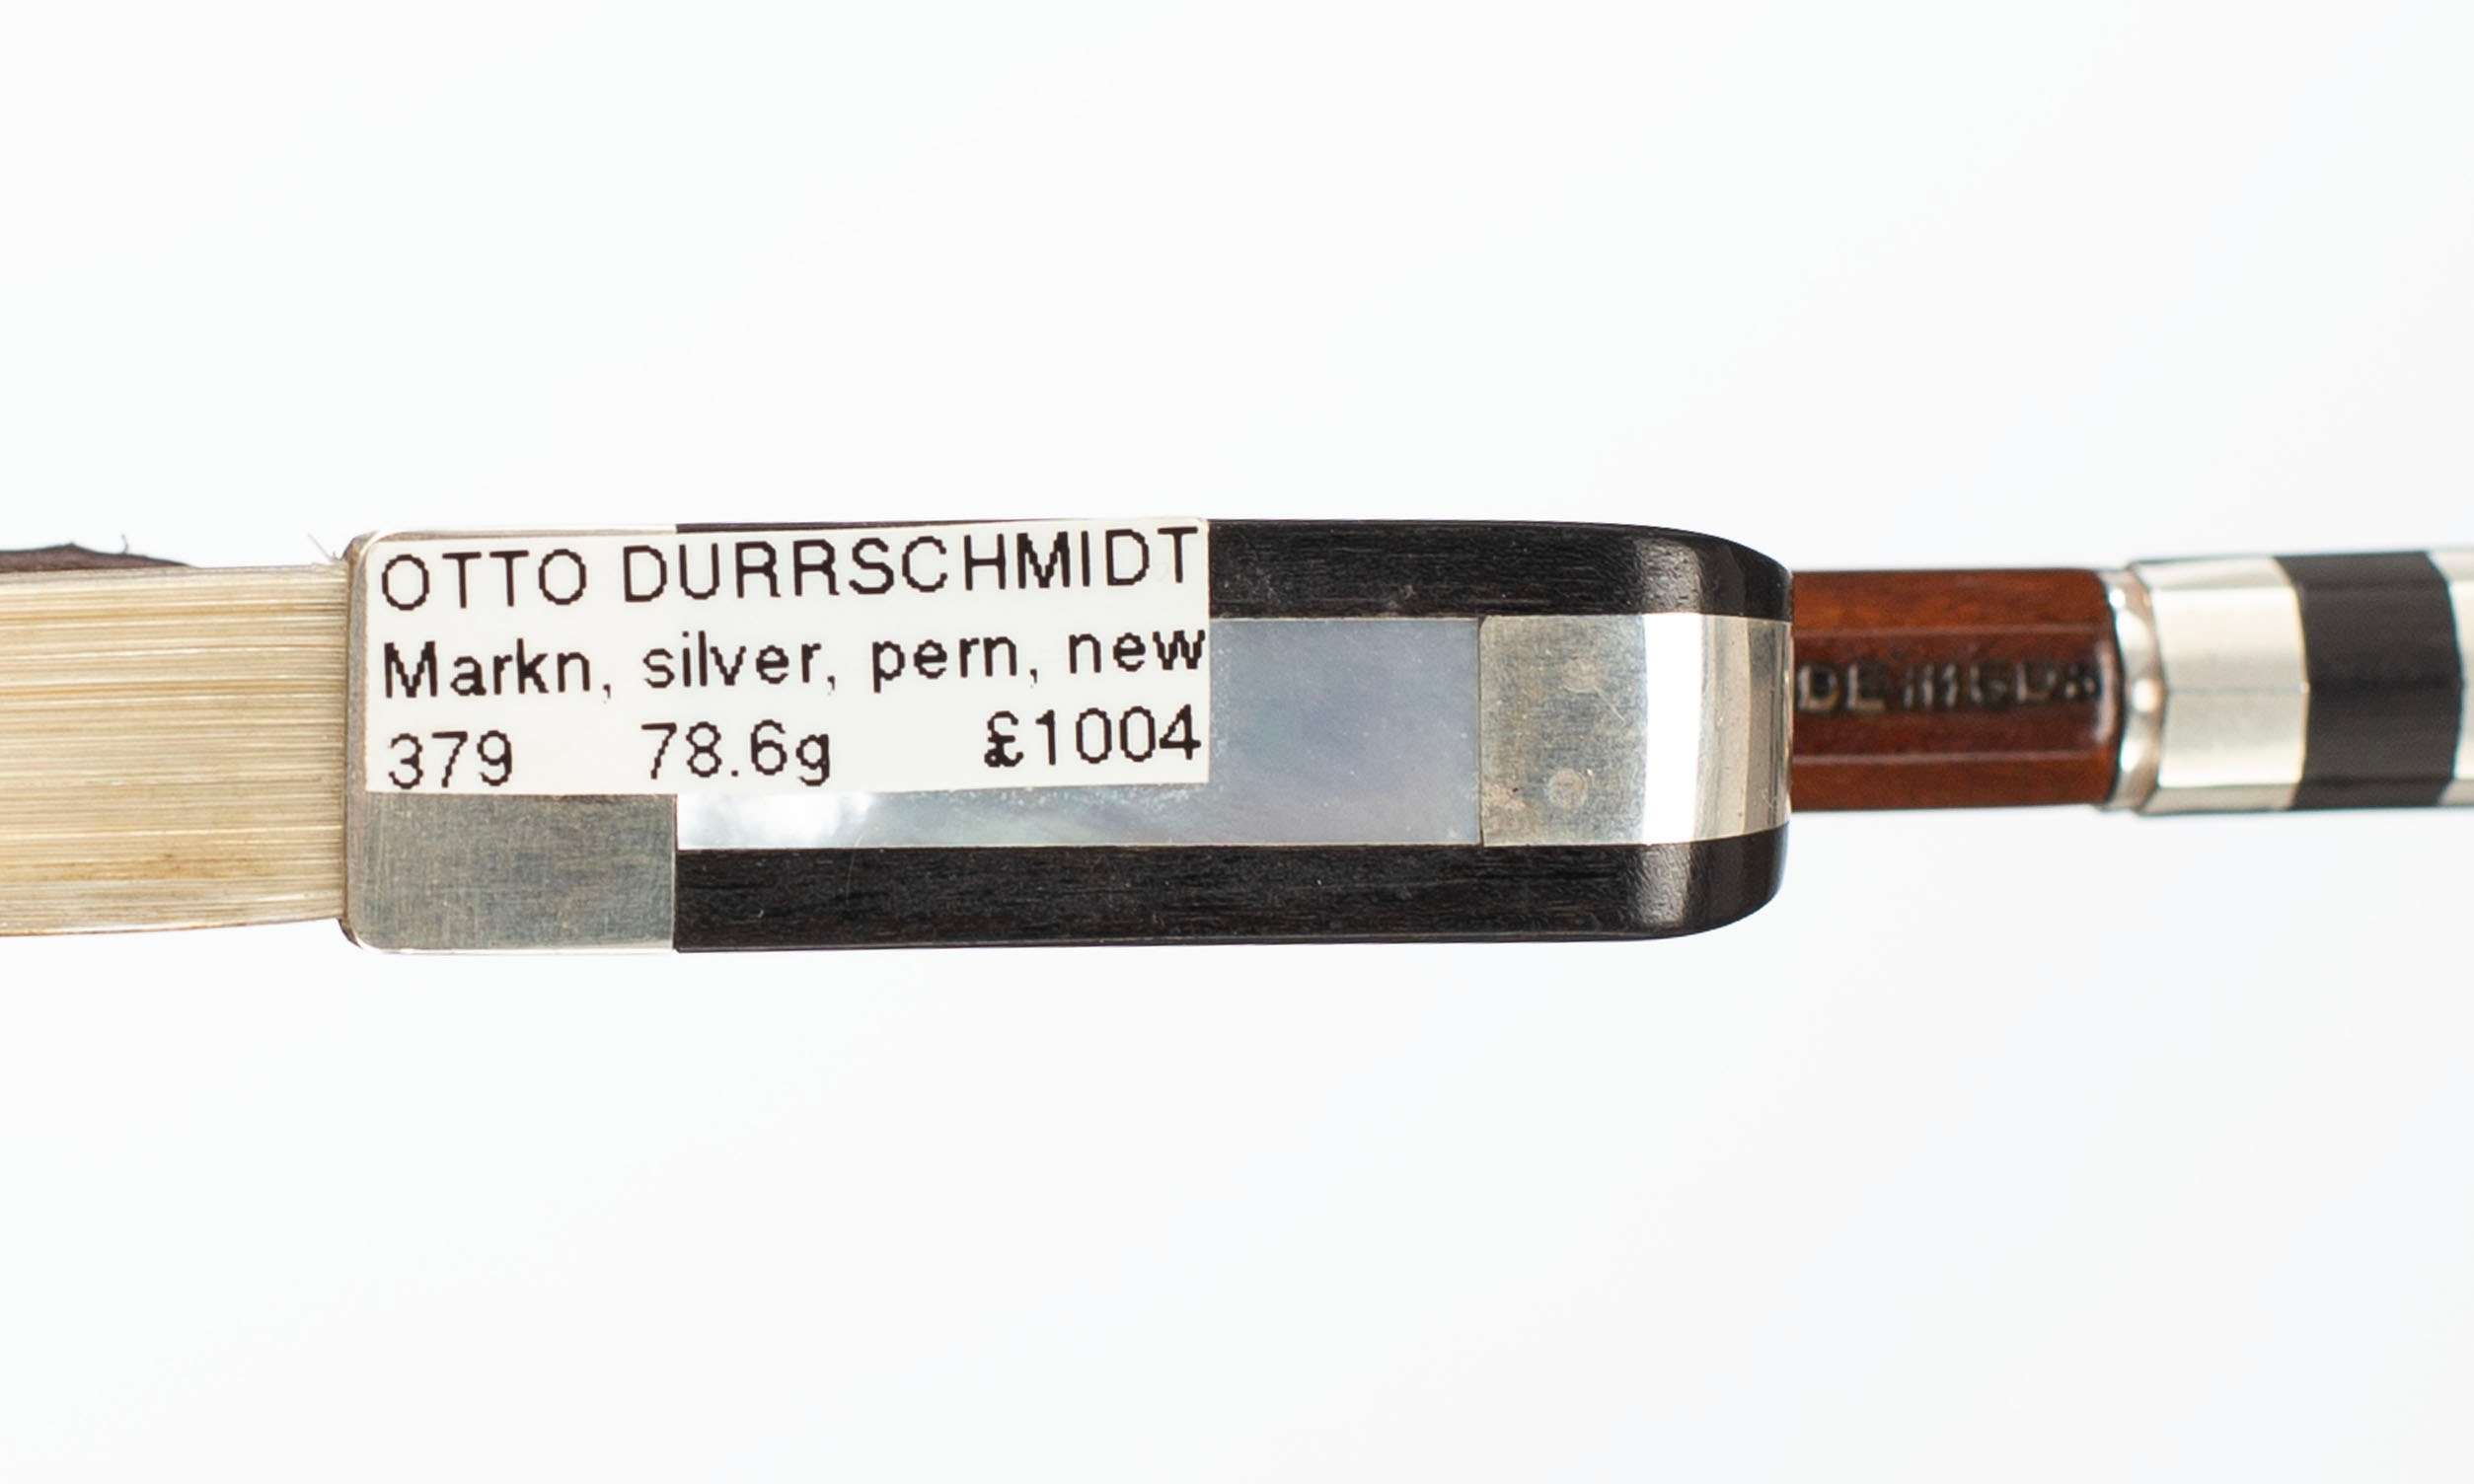 OTTO DURRSCHMIDT
Markn, silver, pern, new
379 78.6g £1004